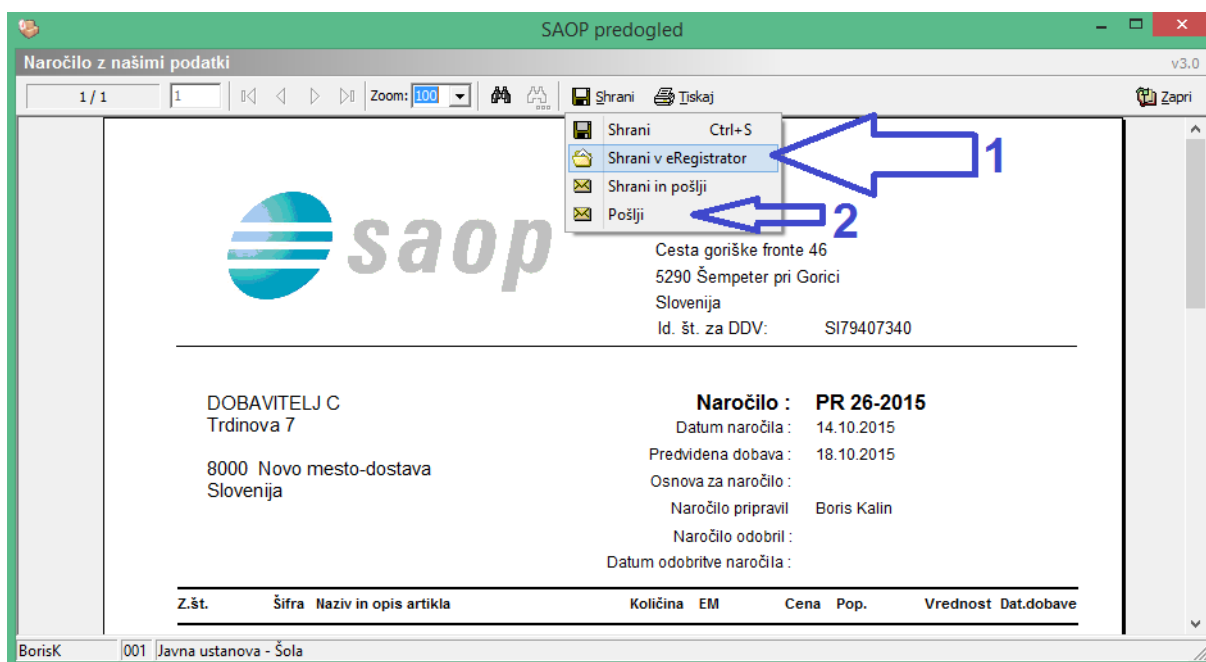 SAOP predogled
Naročilo z našimi podatki v3.0
1 / 1 1 Zoom: 100 Shrani Tiskaj Zapri
Shrani Ctrl+S
Shrani v eRegistrator 1
Shrani in pošlji
Pošlji 2
saop
Cesta goriške fronte 46
5290 Šempeter pri Gorici
Slovenija
Id. št. za DDV: SI79407340
DOBAVITELJ C
Trdinova 7
8000 Novo mesto-dostava
Slovenija
Naročilo : PR 26-2015
Datum naročila : 14.10.2015
Predvidena dobava : 18.10.2015
Osnova za naročilo :
Naročilo pripravil Boris Kalin
Naročilo odobril :
Datum odobritve naročila :
Z.št. Šifra Naziv in opis artikla Količina EM Cena Pop. Vrednost Dat.dobave
BorisK 001 Javna ustanova - Šola